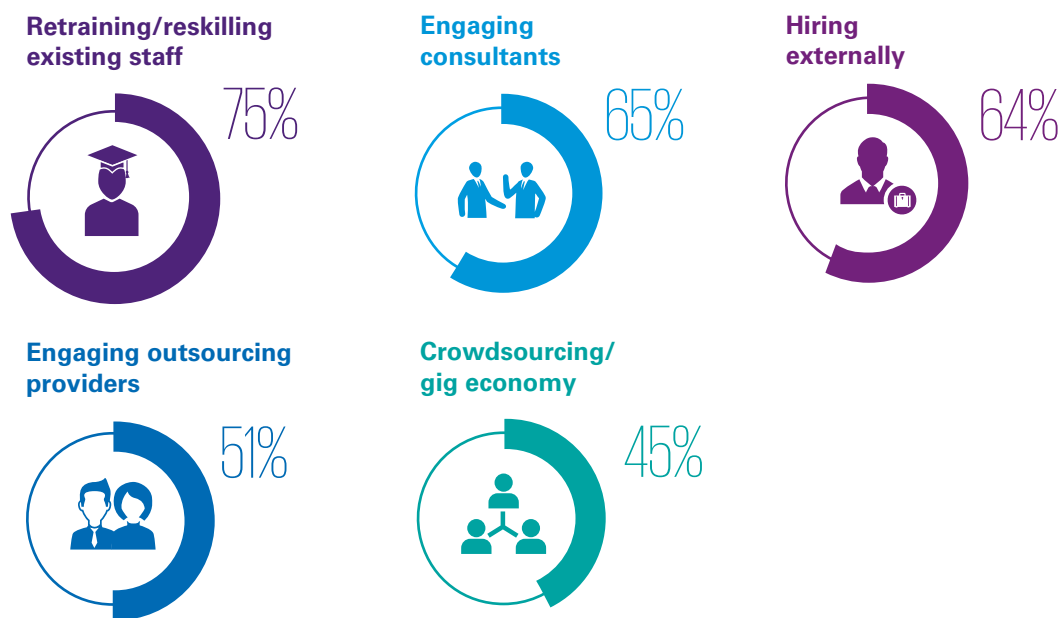 Retraining/reskilling
existing staff
75%
Engaging
consultants
65%
Hiring
externally
64%
Engaging outsourcing
providers
51%
Crowdsourcing/
gig economy
45%